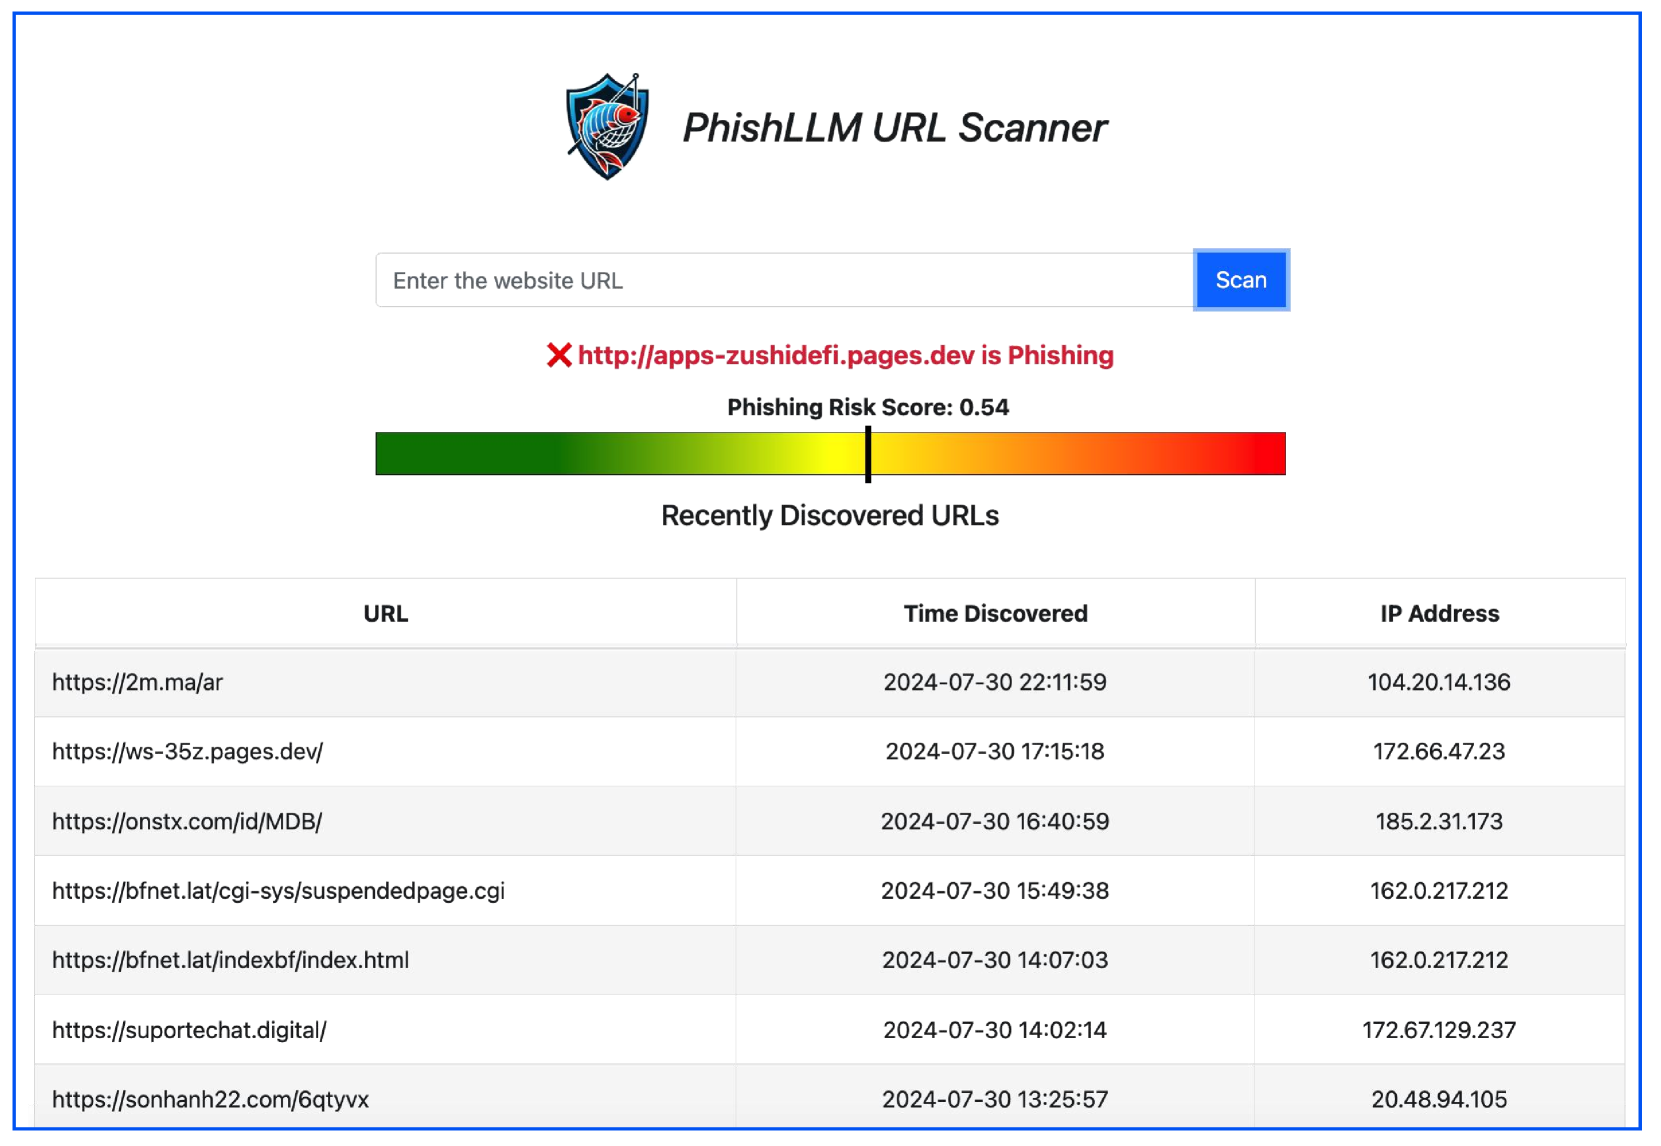 PhishLLM URL Scanner
Enter the website URL
Scan
❌ http://apps-zushidefi.pages.dev is Phishing
Phishing Risk Score: 0.54
Recently Discovered URLs
URL Time Discovered IP Address
https://2m.ma/ar 2024-07-30 22:11:59 104.20.14.136
https://ws-35z.pages.dev/ 2024-07-30 17:15:18 172.66.47.23
https://onstx.com/id/MDB/ 2024-07-30 16:40:59 185.2.31.173
https://bfnet.lat/cgi-sys/suspendedpage.cgi 2024-07-30 15:49:38 162.0.217.212
https://bfnet.lat/indexbf/index.html 2024-07-30 14:07:03 162.0.217.212
https://suportechat.digital/ 2024-07-30 14:02:14 172.67.129.237
https://sonhanh22.com/6qtyvx 2024-07-30 13:25:57 20.48.94.105